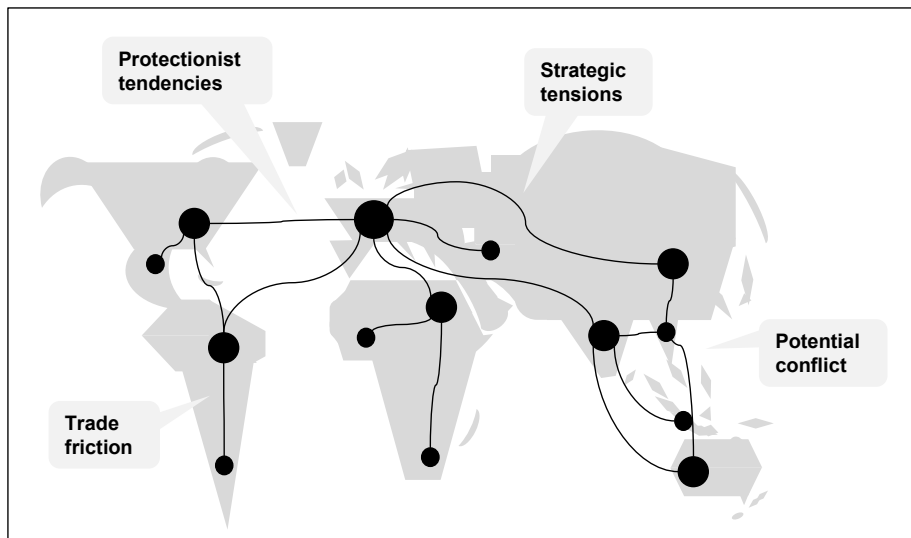 Protectionist
tendencies
Strategic
tensions
Potential
conflict
Trade
friction